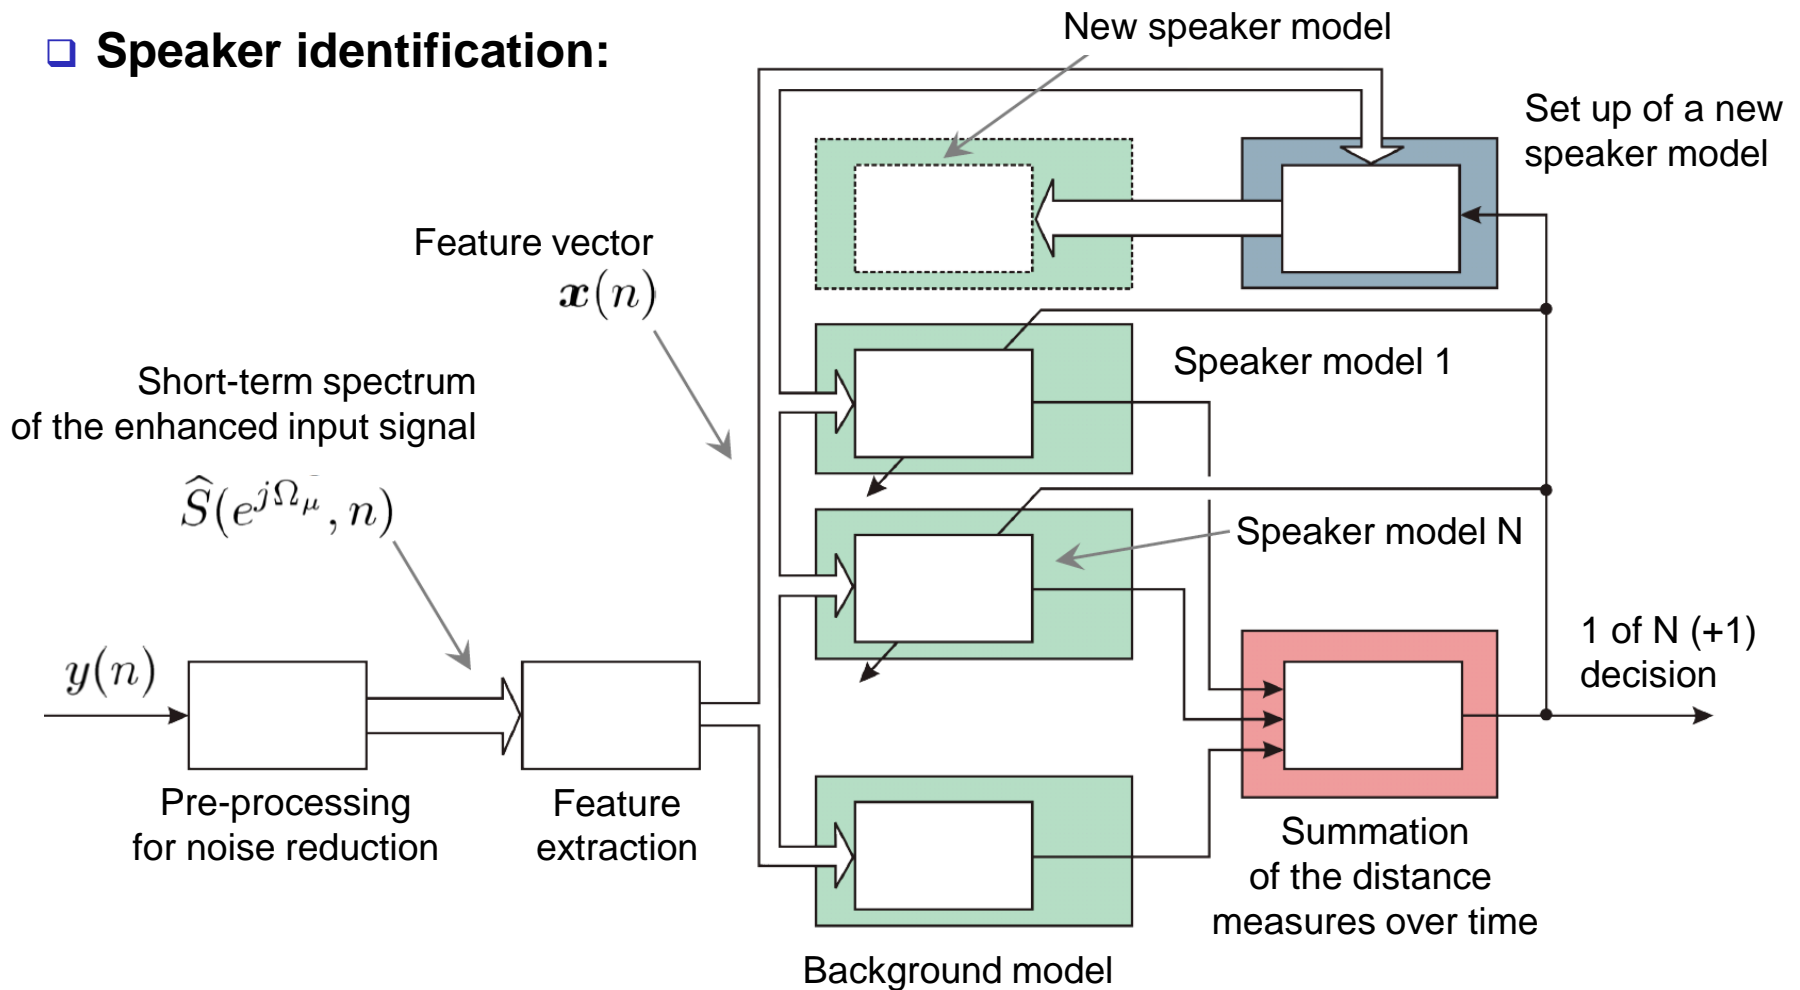 Speaker identification:
New speaker model
Set up of a new
speaker model
Feature vector
x(n)
Speaker model 1
Short-term spectrum
of the enhanced input signal
Ŝ(e^{jΩ_μ}, n)
Speaker model N
y(n)
1 of N (+1)
decision
Pre-processing
for noise reduction
Feature
extraction
Summation
of the distance
measures over time
Background model